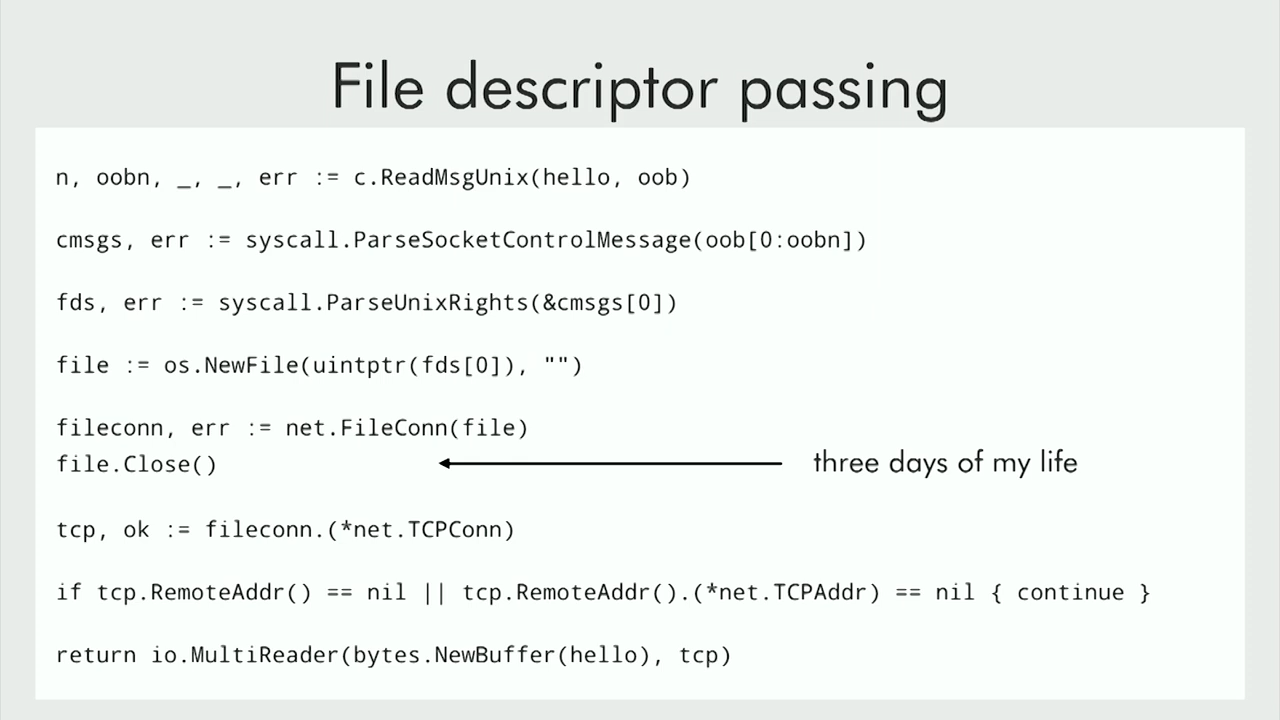 File descriptor passing
n, oobn, _, _, err := c.ReadMsgUnix(hello, oob)
cmsgs, err := syscall.ParseSocketControlMessage(oob[0:oobn])
fds, err := syscall.ParseUnixRights(&cmsgs[0])
file := os.NewFile(uintptr(fds[0]), "")
fileconn, err := net.FileConn(file)
file.Close()
three days of my life
tcp, ok := fileconn.(*net.TCPConn)
if tcp.RemoteAddr() == nil || tcp.RemoteAddr().(*net.TCPAddr) == nil { continue }
return io.MultiReader(bytes.NewBuffer(hello), tcp)